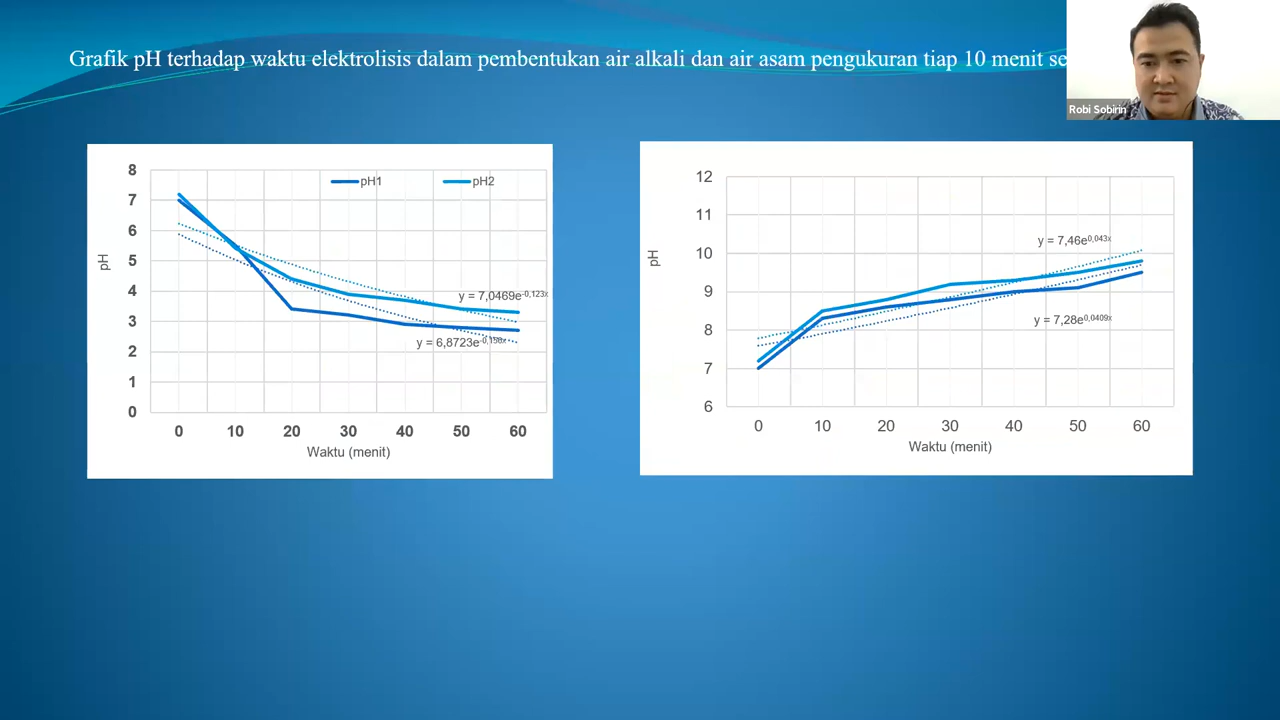 Grafik pH terhadap waktu elektrolisis dalam pembentukan air alkali dan air asam pengukuran tiap 10 menit se
Robi Sobirin
8
7
6
5
4
3
2
1
0
pH
pH1
pH2
y = 7,0469e-0,123x
y = 6,8723e
0 10 20 30 40 50 60
Waktu (menit)
12
11
10
9
8
7
6
pH
y = 7,46e0,043x
y = 7,28e0,0409x
0 10 20 30 40 50 60
Waktu (menit)